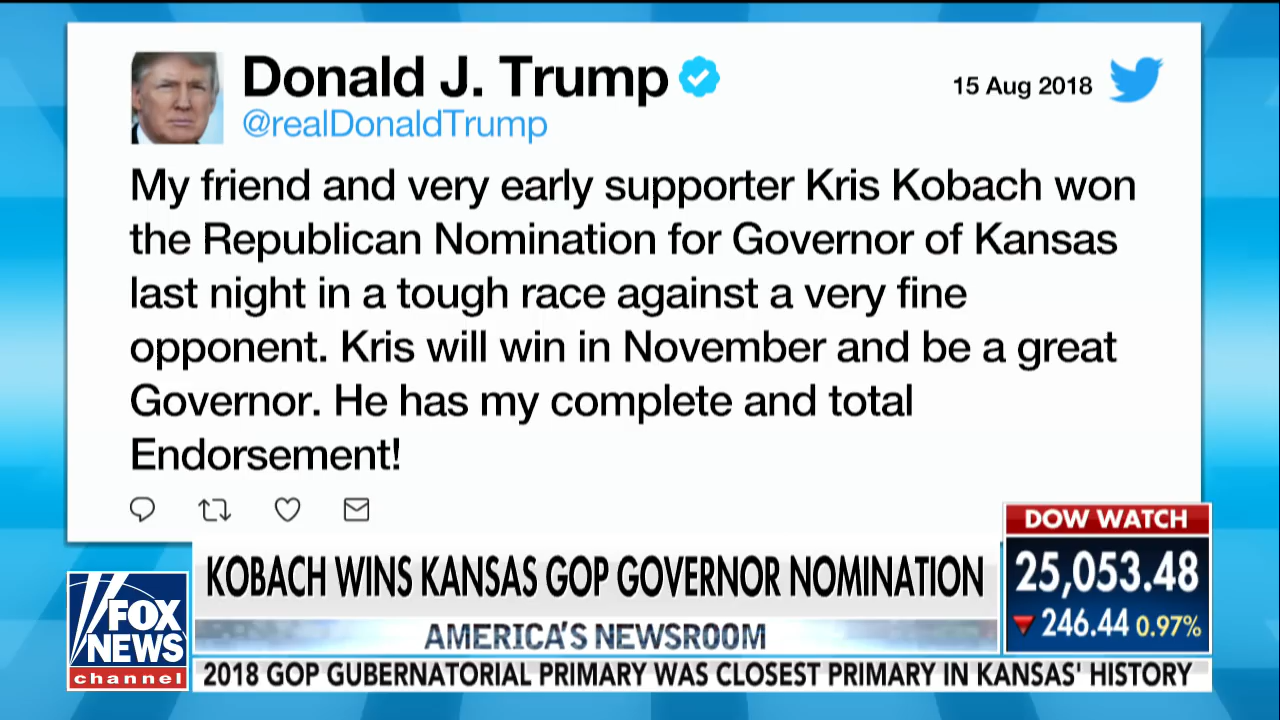 Donald J. Trump
@realDonaldTrump
15 Aug 2018
My friend and very early supporter Kris Kobach won
the Republican Nomination for Governor of Kansas
last night in a tough race against a very fine
opponent. Kris will win in November and be a great
Governor. He has my complete and total
Endorsement!
DOW WATCH
25,053.48
246.44 0.97%
KOBACH WINS KANSAS GOP GOVERNOR NOMINATION
AMERICA'S NEWSROOM
FOX
NEWS
channel
2018 GOP GUBERNATORIAL PRIMARY WAS CLOSEST PRIMARY IN KANSAS' HISTORY